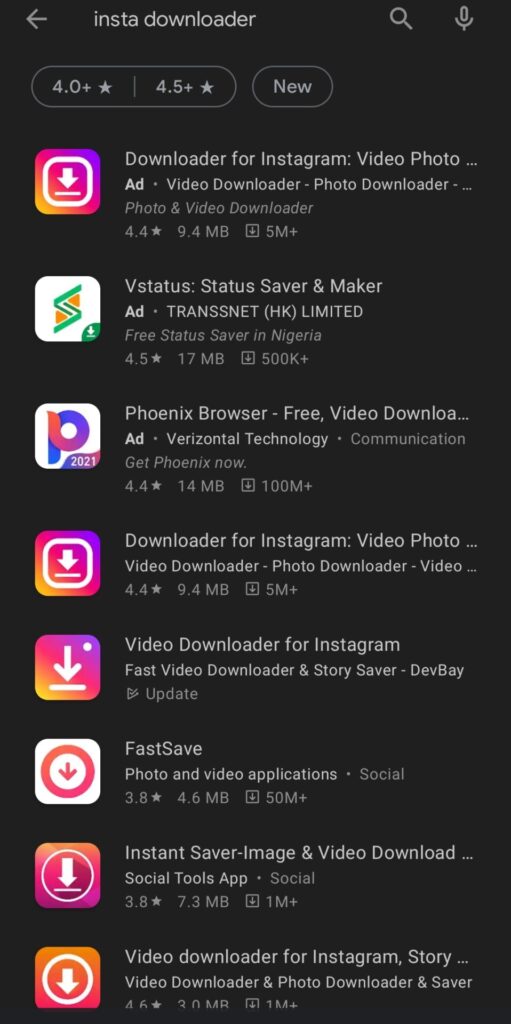 insta downloader
4.0+ ★ | 4.5+ ★ New
Downloader for Instagram: Video Photo ...
Ad • Video Downloader - Photo Downloader - ...
Photo & Video Downloader
4.4★ 9.4 MB 5M+
Vstatus: Status Saver & Maker
Ad • TRANSSNET (HK) LIMITED
Free Status Saver in Nigeria
4.5★ 17 MB 500K+
Phoenix Browser - Free, Video Downloa...
Ad • Verizontal Technology • Communication
2021
Get Phoenix now.
4.4★ 14 MB 100M+
Downloader for Instagram: Video Photo ...
Video Downloader - Photo Downloader - Video ...
4.4★ 9.4 MB 5M+
Video Downloader for Instagram
Fast Video Downloader & Story Saver - DevBay
Update
FastSave
Photo and video applications • Social
3.8★ 4.6 MB 50M+
Instant Saver-Image & Video Download ...
Social Tools App • Social
3.8★ 7.3 MB 1M+
Video downloader for Instagram, Story ...
Video Downloader & Photo Downloader & Saver
4.6★ 3.0 MB 1M+